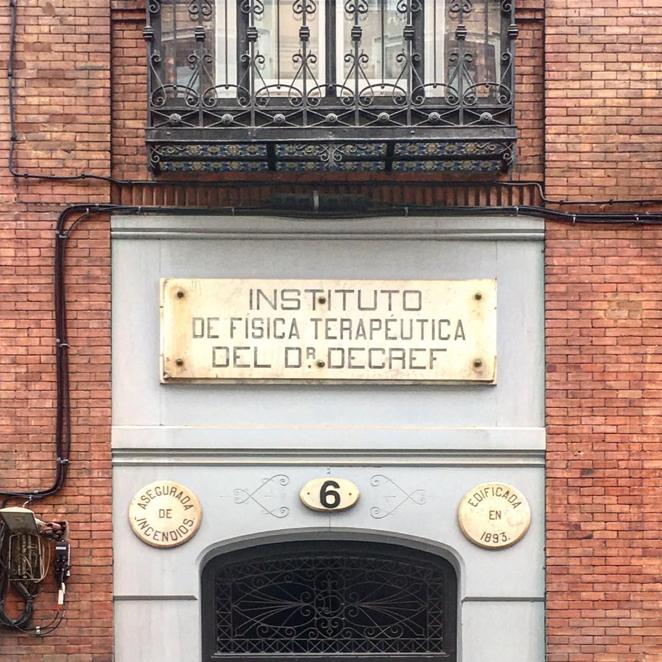 INSTITUTO
DE FÍSICA TERAPÉUTICA
DEL DR. DECREF
6
ASEGURADA
DE
INCENDIOS.
EDIFICADA
EN
1893.